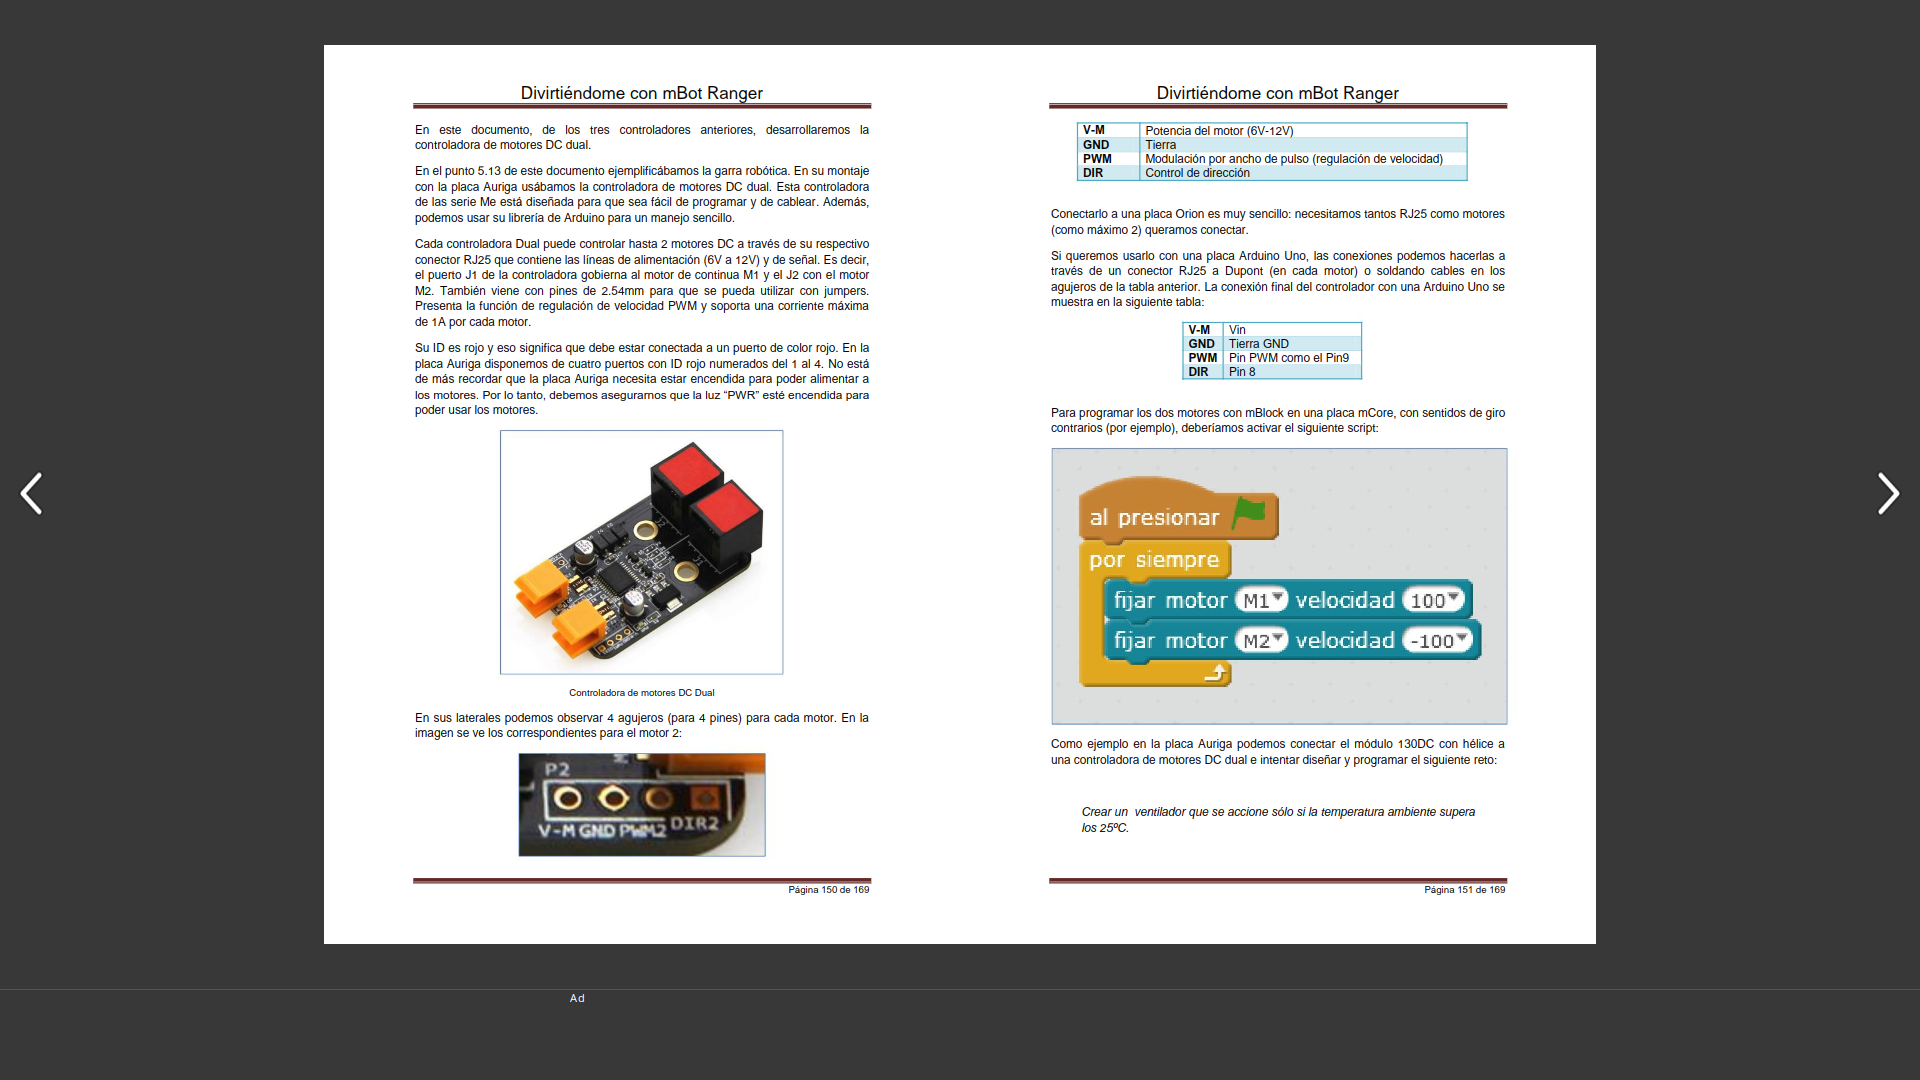 Divirtiéndome con mBot Ranger
En este documento, de los tres controladores anteriores, desarrollaremos la
controladora de motores DC dual.
En el punto 5.13 de este documento ejemplificábamos la garra robótica. En su montaje
con la placa Auriga usábamos la controladora de motores DC dual. Esta controladora
de las serie Me está diseñada para que sea fácil de programar y de cablear. Además,
podemos usar su librería de Arduino para un manejo sencillo.
Cada controladora Dual puede controlar hasta 2 motores DC a través de su respectivo
conector RJ25 que contiene las líneas de alimentación (6V a 12V) y de señal. Es decir,
el puerto J1 de la controladora gobierna al motor de continua M1 y el J2 con el motor
M2. También viene con pines de 2.54mm para que se pueda utilizar con jumpers.
Presenta la función de regulación de velocidad PWM y soporta una corriente máxima
de 1A por cada motor.
Su ID es rojo y eso significa que debe estar conectada a un puerto de color rojo. En la
placa Auriga disponemos de cuatro puertos con ID rojo numerados del 1 al 4. No está
de más recordar que la placa Auriga necesita estar encendida para poder alimentar a
los motores. Por lo tanto, debemos asegurarnos que la luz “PWR” esté encendida para
poder usar los motores.
J2
J1
Controladora de motores DC Dual
En sus laterales podemos observar 4 agujeros (para 4 pines) para cada motor. En la
imagen se ve los correspondientes para el motor 2:
P2
V-M GND PWM2 DIR2
Página 150 de 169
Divirtiéndome con mBot Ranger
V-M Potencia del motor (6V-12V)
GND Tierra
PWM Modulación por ancho de pulso (regulación de velocidad)
DIR Control de dirección
Conectarlo a una placa Orion es muy sencillo: necesitamos tantos RJ25 como motores
(como máximo 2) queramos conectar.
Si queremos usarlo con una placa Arduino Uno, las conexiones podemos hacerlas a
través de un conector RJ25 a Dupont (en cada motor) o soldando cables en los
agujeros de la tabla anterior. La conexión final del controlador con una Arduino Uno se
muestra en la siguiente tabla:
V-M Vin
GND Tierra GND
PWM Pin PWM como el Pin9
DIR Pin 8
Para programar los dos motores con mBlock en una placa mCore, con sentidos de giro
contrarios (por ejemplo), deberíamos activar el siguiente script:
al presionar
por siempre
fijar motor M1 velocidad 100
fijar motor M2 velocidad -100
Como ejemplo en la placa Auriga podemos conectar el módulo 130DC con hélice a
una controladora de motores DC dual e intentar diseñar y programar el siguiente reto:
Crear un ventilador que se accione sólo si la temperatura ambiente supera
los 25ºC.
Página 151 de 169
Ad